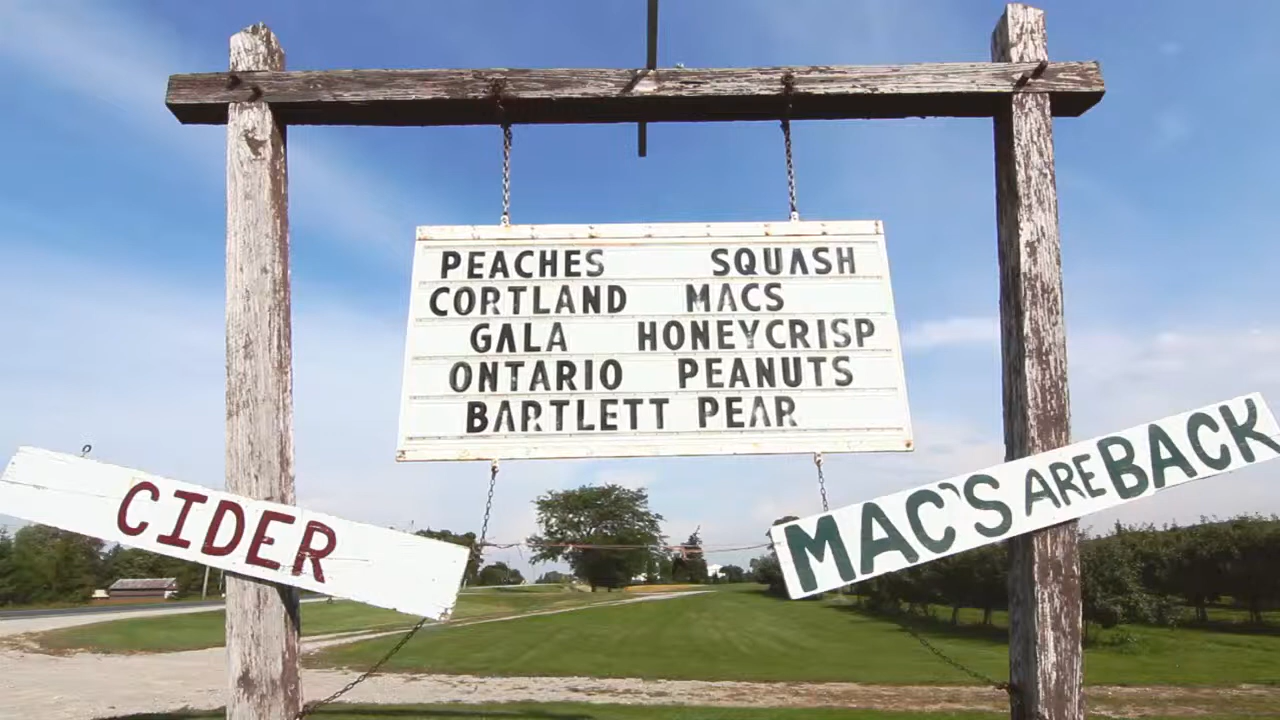 PEACHES SQUASH
CORTLAND MACS
GALA HONEYCRISP
ONTARIO PEANUTS
BARTLETT PEAR
CIDER
MAC'S ARE BACK